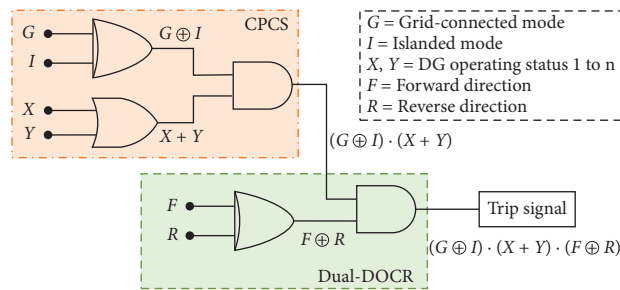 CPCS
G
G ⊕ I
I
X
Y
X + Y
G = Grid-connected mode
I = Islanded mode
X, Y = DG operating status 1 to n
F = Forward direction
R = Reverse direction
(G ⊕ I) · (X + Y)
F
R
F ⊕ R
Dual-DOCR
Trip signal
(G ⊕ I) · (X + Y) · (F ⊕ R)